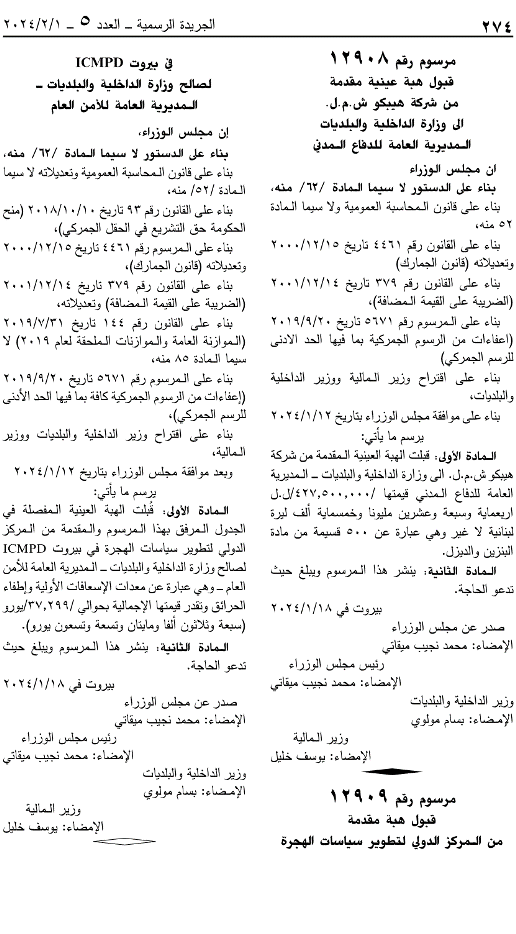 ٢٧٤
الجريدة الرسمية ـ العدد ٥ ـ ٢٠٢٤/٢/١
مرسوم رقم ١٢٩٠٨
قبول هبة عينية مقدمة
من شركة هيبكو ش.م.ل.
الى وزارة الداخلية والبلديات
المديرية العامة للدفاع المدني
ان مجلس الوزراء
بناء على الدستور لا سيما المادة /٦٢/ منه،
بناء على قانون المحاسبة العمومية ولا سيما المادة
٥٢ منه،
بناء على القانون رقم ٤٤٦١ تاريخ ٢٠٠٠/١٢/١٥
وتعديلاته (قانون الجمارك)
بناء على القانون رقم ٣٧٩ تاريخ ٢٠٠١/١٢/١٤
(الضريبة على القيمة المضافة)،
بناء على المرسوم رقم ٥٦٧١ تاريخ ٢٠١٩/٩/٢٠
(اعفاءات من الرسوم الجمركية بما فيها الحد الادنى
للرسم الجمركي)
بناء على اقتراح وزير المالية ووزير الداخلية
والبلديات،
بناء على موافقة مجلس الوزراء بتاريخ ٢٠٢٤/١/١٢
يرسم ما يأتي:
المادة الأولى: قبلت الهبة العينية المقدمة من شركة
هيبكو ش.م.ل. الى وزارة الداخلية والبلديات ـ المديرية
العامة للدفاع المدني قيمتها /٤٢٧,٥٠٠,٠٠٠/ل.ل
اربعماية وسبعة وعشرين مليونا وخمسماية ألف ليرة
لبنانية لا غير وهي عبارة عن ٥٠٠ قسيمة من مادة
البنزين والديزل.
المادة الثانية: ينشر هذا المرسوم ويبلغ حيث
تدعو الحاجة.
بيروت في ٢٠٢٤/١/١٨
صدر عن مجلس الوزراء
الإمضاء: محمد نجيب ميقاتي
رئيس مجلس الوزراء
الإمضاء: محمد نجيب ميقاتي
وزير الداخلية والبلديات
الإمضاء: بسام مولوي
وزير المالية
الإمضاء: يوسف خليل
مرسوم رقم ١٢٩٠٩
قبول هبة مقدمة
من المركز الدولي لتطوير سياسات الهجرة
في بيروت ICMPD
لصالح وزارة الداخلية والبلديات ـ
المديرية العامة للأمن العام
إن مجلس الوزراء،
بناء على الدستور لا سيما المادة /٦٢/ منه،
بناء على قانون المحاسبة العمومية وتعديلاته لا سيما
المادة /٥٢/ منه،
بناء على القانون رقم ٩٣ تاريخ ٢٠١٨/١٠/١٠ (منح
الحكومة حق التشريع في الحقل الجمركي)،
بناء على المرسوم رقم ٤٤٦١ تاريخ ٢٠٠٠/١٢/١٥
وتعديلاته (قانون الجمارك)،
بناء على القانون رقم ٣٧٩ تاريخ ٢٠٠١/١٢/١٤
(الضريبة على القيمة المضافة) وتعديلاته،
بناء على القانون رقم ١٤٤ تاريخ ٢٠١٩/٧/٣١
(الموازنة العامة والموازنات الملحقة لعام ٢٠١٩) لا
سيما المادة ٨٥ منه،
بناء على المرسوم رقم ٥٦٧١ تاريخ ٢٠١٩/٩/٢٠
(إعفاءات من الرسوم الجمركية كافة بما فيها الحد الأدنى
للرسم الجمركي)،
بناء على اقتراح وزير الداخلية والبلديات ووزير
المالية،
وبعد موافقة مجلس الوزراء بتاريخ ٢٠٢٤/١/١٢
يرسم ما يأتي:
المادة الأولى: قُبلت الهبة العينية المفصلة في
الجدول المرفق بهذا المرسوم والمقدمة من المركز
الدولي لتطوير سياسات الهجرة في بيروت ICMPD
لصالح وزارة الداخلية والبلديات ـ المديرية العامة للأمن
العام ـ وهي عبارة عن معدات الإسعافات الأولية وإطفاء
الحرائق وتقدر قيمتها الإجمالية بحوالي /٣٧,٢٩٩/يورو
(سبعة وثلاثون ألفا ومايتان وتسعة وتسعون يورو).
المادة الثانية: ينشر هذا المرسوم ويبلغ حيث
تدعو الحاجة.
بيروت في ٢٠٢٤/١/١٨
صدر عن مجلس الوزراء
الإمضاء: محمد نجيب ميقاتي
رئيس مجلس الوزراء
الإمضاء: محمد نجيب ميقاتي
وزير الداخلية والبلديات
الإمضاء: بسام مولوي
وزير المالية
الإمضاء: يوسف خليل